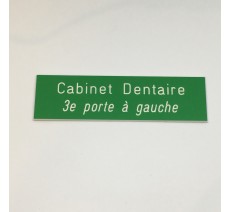 Cabinet Dentaire
3e porte à gauche